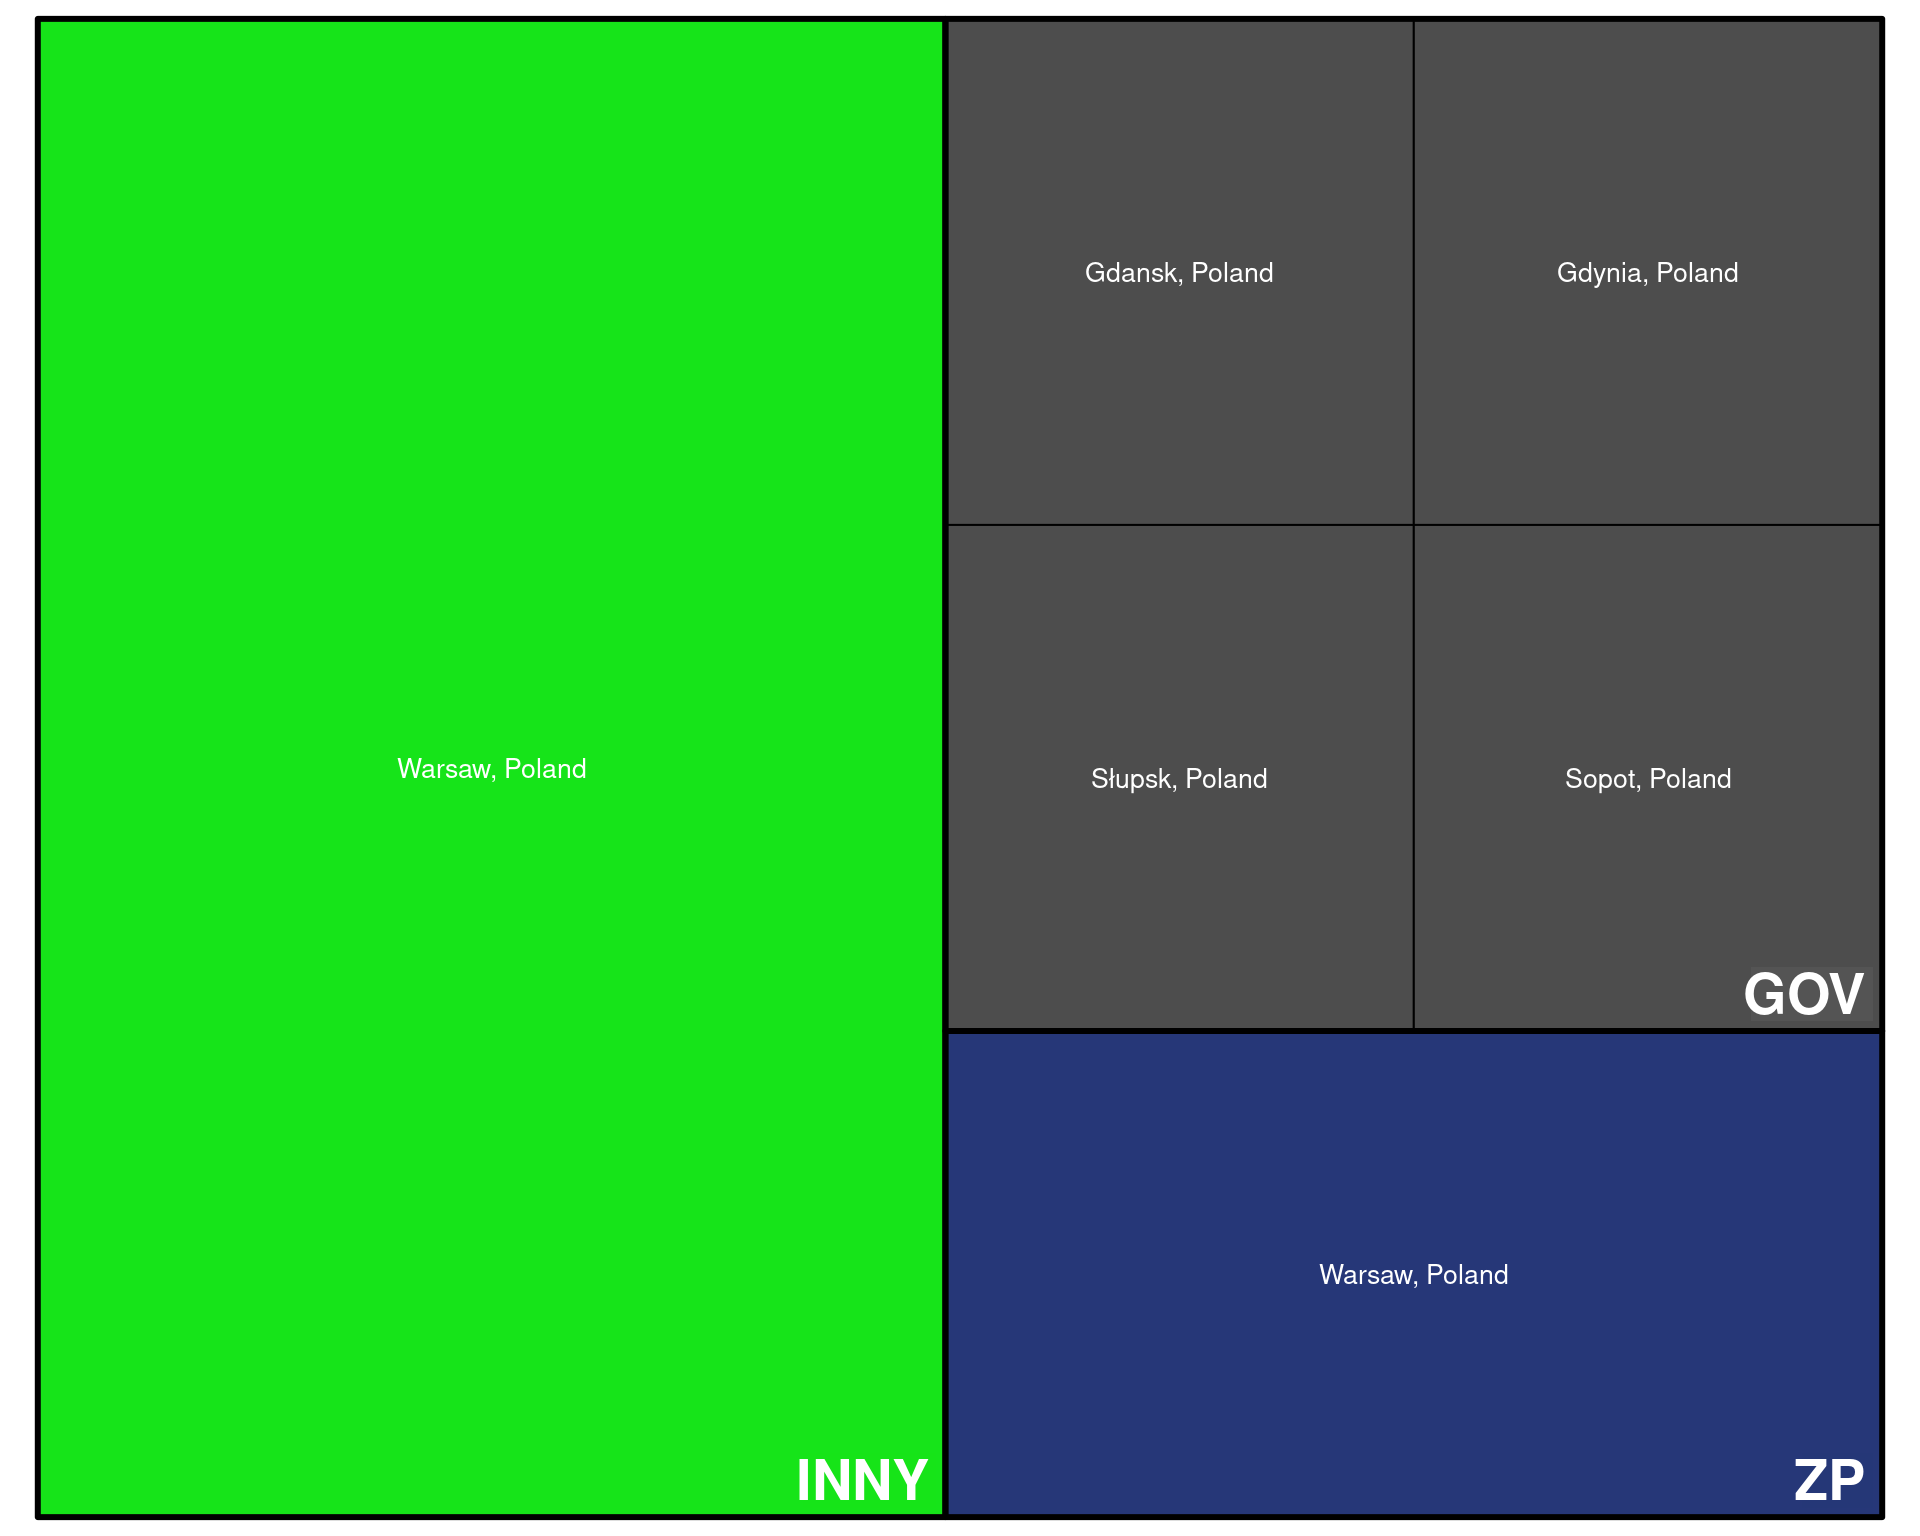 Warsaw, Poland
INNY
Gdansk, Poland
Gdynia, Poland
Słupsk, Poland
Sopot, Poland
GOV
Warsaw, Poland
ZP